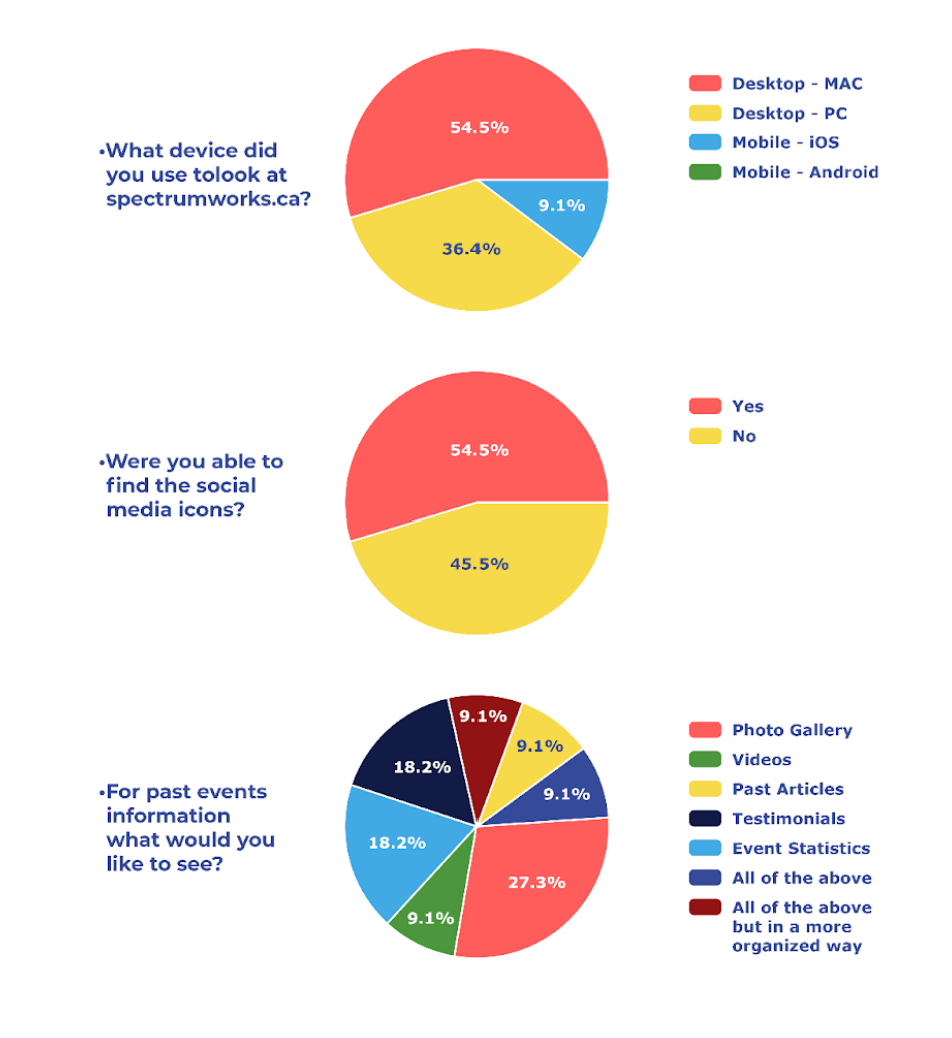 •What device did
you use tolook at
spectrumworks.ca?
54.5%
9.1%
36.4%
Desktop - MAC
Desktop - PC
Mobile - iOS
Mobile - Android
•Were you able to
find the social
media icons?
54.5%
45.5%
Yes
No
•For past events
information
what would you
like to see?
9.1%
9.1%
18.2%
9.1%
18.2%
27.3%
9.1%
Photo Gallery
Videos
Past Articles
Testimonials
Event Statistics
All of the above
All of the above
but in a more
organized way